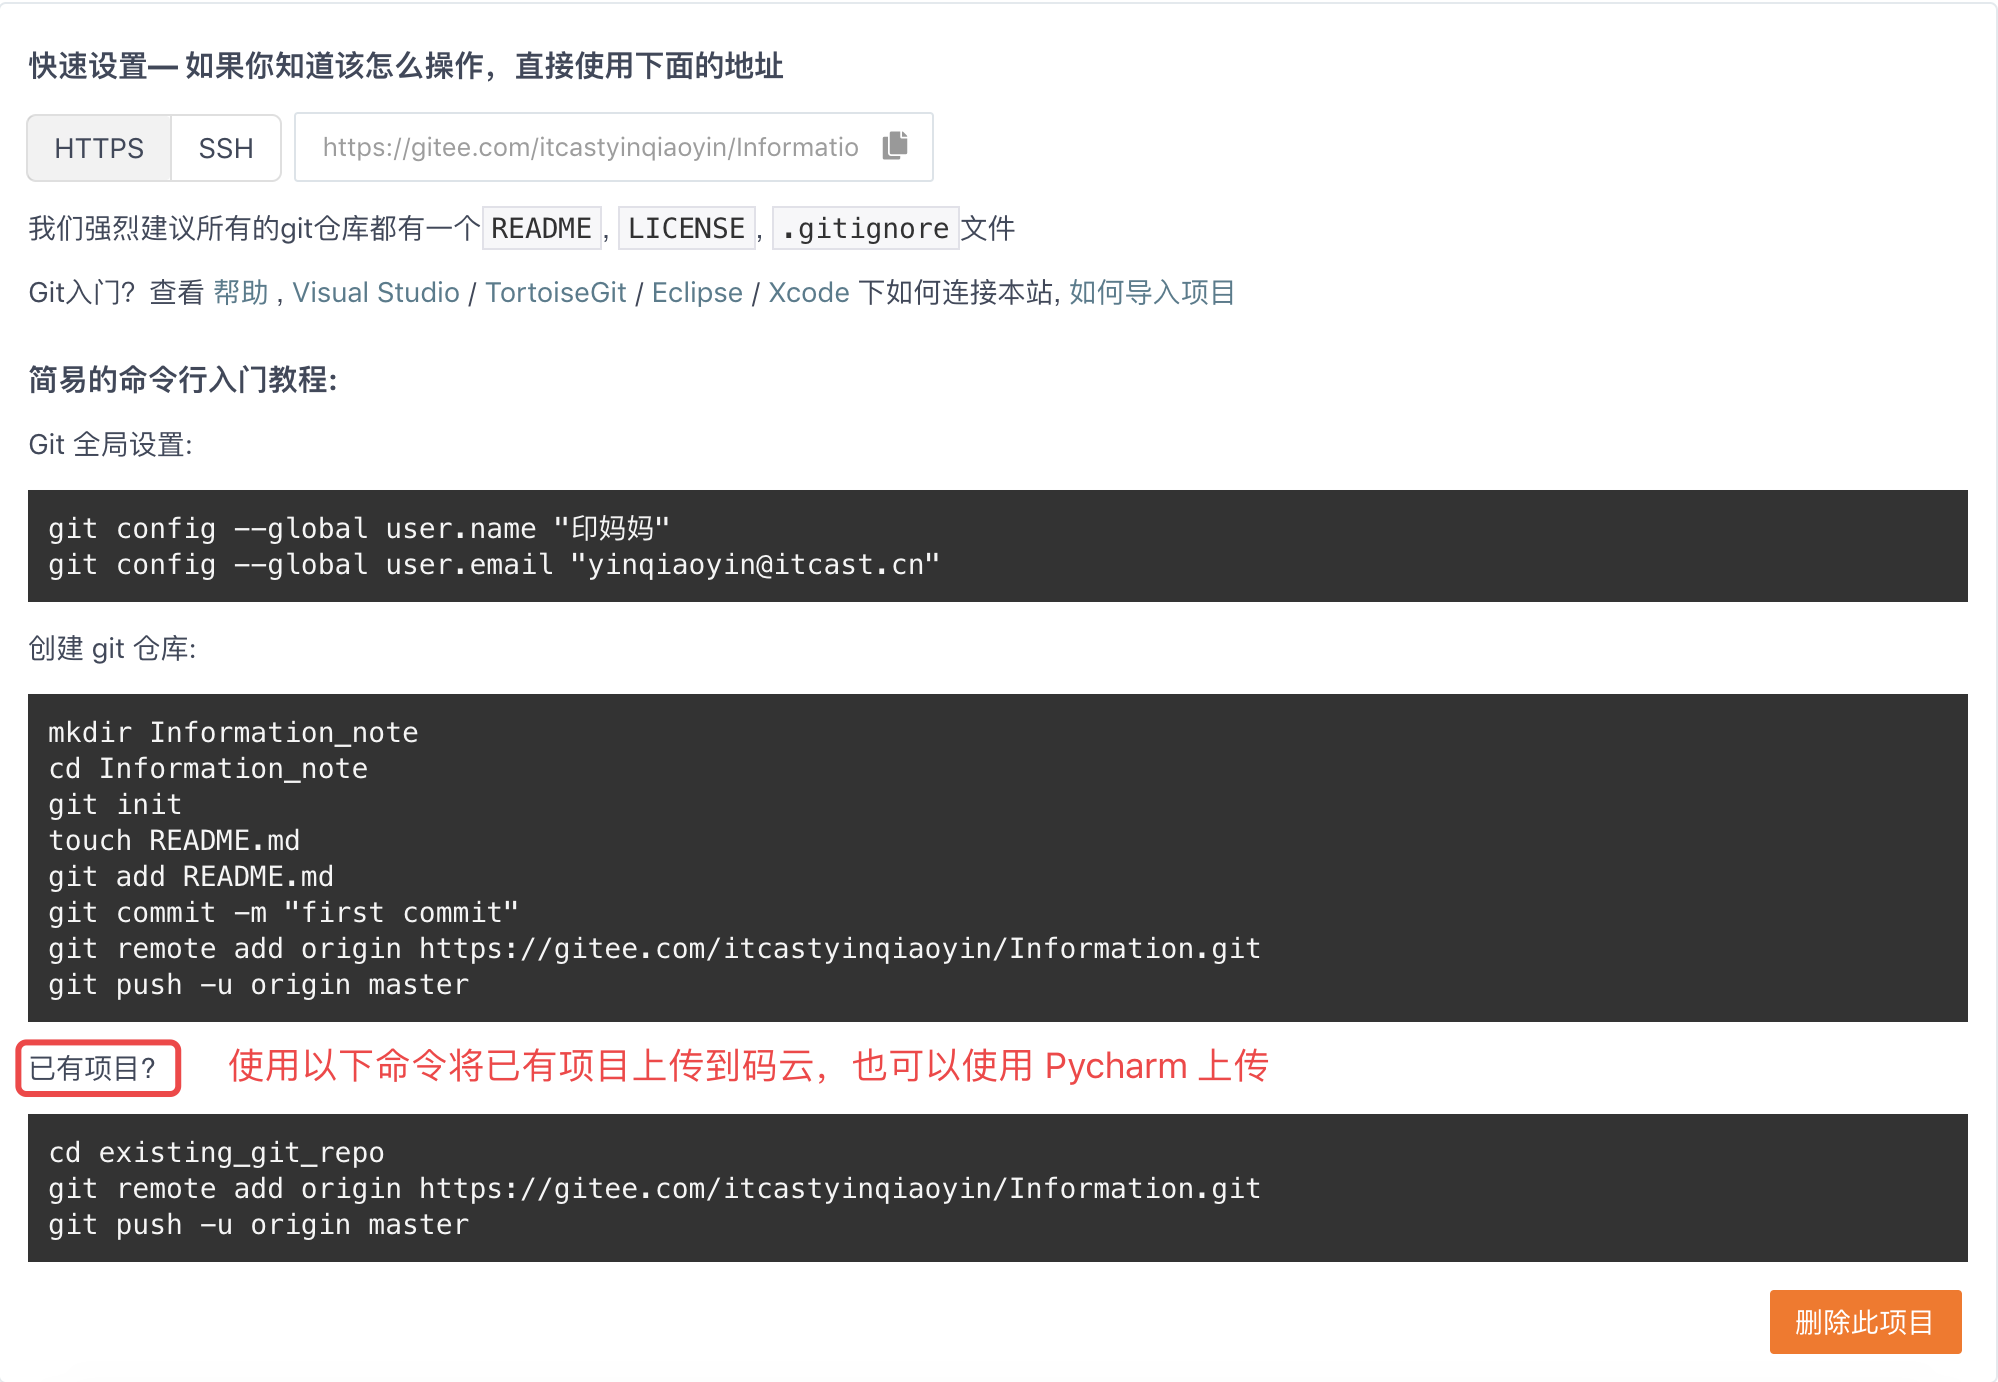 快速设置— 如果你知道该怎么操作，直接使用下面的地址
HTTPS SSH https://gitee.com/itcastyinqiaoyin/Informatio
我们强烈建议所有的git仓库都有一个 README , LICENSE , .gitignore 文件
Git入门？查看 帮助 , Visual Studio / TortoiseGit / Eclipse / Xcode 下如何连接本站, 如何导入项目
简易的命令行入门教程:
Git 全局设置:
git config --global user.name "印妈妈"
git config --global user.email "yinqiaoyin@itcast.cn"
创建 git 仓库:
mkdir Information_note
cd Information_note
git init
touch README.md
git add README.md
git commit -m "first commit"
git remote add origin https://gitee.com/itcastyinqiaoyin/Information.git
git push -u origin master
已有项目? 使用以下命令将已有项目上传到码云，也可以使用 Pycharm 上传
cd existing_git_repo
git remote add origin https://gitee.com/itcastyinqiaoyin/Information.git
git push -u origin master
删除此项目